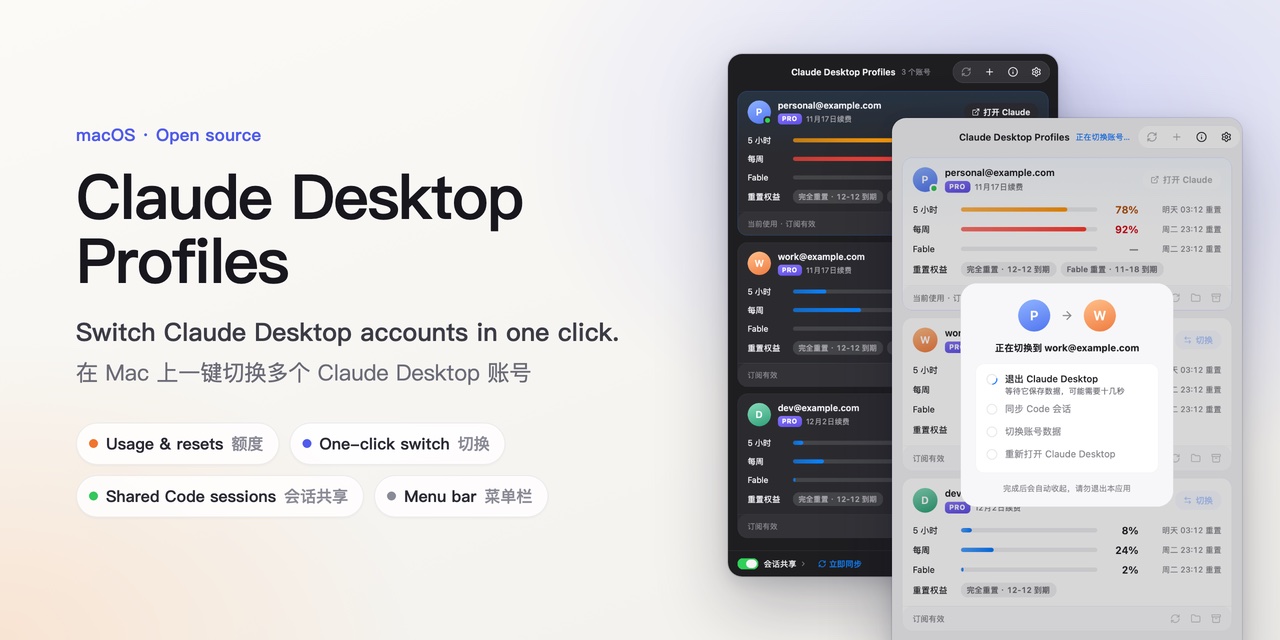 macOS · Open source
Claude Desktop
Profiles
Switch Claude Desktop accounts in one click.
在 Mac 上一键切换多个 Claude Desktop 账号
Usage & resets 额度
One-click switch 切换
Shared Code sessions 会话共享
Menu bar 菜单栏
Claude Desktop Profiles 3 个账号
P
personal@example.com
PRO 11月17日续费
打开 Claude
5 小时
每周
Fable
重置权益 完全重置 · 12-12 到期
当前使用 · 订阅有效
W
work@example.com
PRO 11月17日续费
5 小时
每周
Fable
重置权益 完全重置 · 12-12 到期
订阅有效
D
dev@example.com
PRO 12月2日续费
5 小时
每周
Fable
重置权益 完全重置 · 12-12 到期
订阅有效
会话共享 立即同步
Claude Desktop Profiles 正在切换账号...
P
personal@example.com
PRO 11月17日续费
打开 Claude
5 小时 78% 明天 03:12 重置
每周 92% 周二 23:12 重置
Fable — 周二 23:12 重置
重置权益 完全重置 · 12-12 到期 Fable 重置 · 11-18 到期
当前使用 · 订
W
切换
5 小时
每周
Fable
重置权益
订阅有效
P → W
正在切换到 work@example.com
退出 Claude Desktop
等待它保存数据，可能需要十几秒
同步 Code 会话
切换账号数据
重新打开 Claude Desktop
完成后会自动收起，请勿退出本应用
D
dev
PRO 12月2日续费
切换
5 小时 8% 明天 03:12 重置
每周 24% 周二 23:12 重置
Fable 2% 周二 23:12 重置
重置权益 完全重置 · 12-12 到期
订阅有效